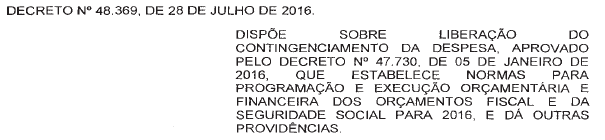 DECRETO Nº 48.369, DE 28 DE JULHO DE 2016.
DISPÕE SOBRE LIBERAÇÃO DO
CONTINGENCIAMENTO DA DESPESA, APROVADO
PELO DECRETO Nº 47.730, DE 05 DE JANEIRO DE
2016, QUE ESTABELECE NORMAS PARA
PROGRAMAÇÃO E EXECUÇÃO ORÇAMENTÁRIA E
FINANCEIRA DOS ORÇAMENTOS FISCAL E DA
SEGURIDADE SOCIAL PARA 2016, E DÁ OUTRAS
PROVIDÊNCIAS.